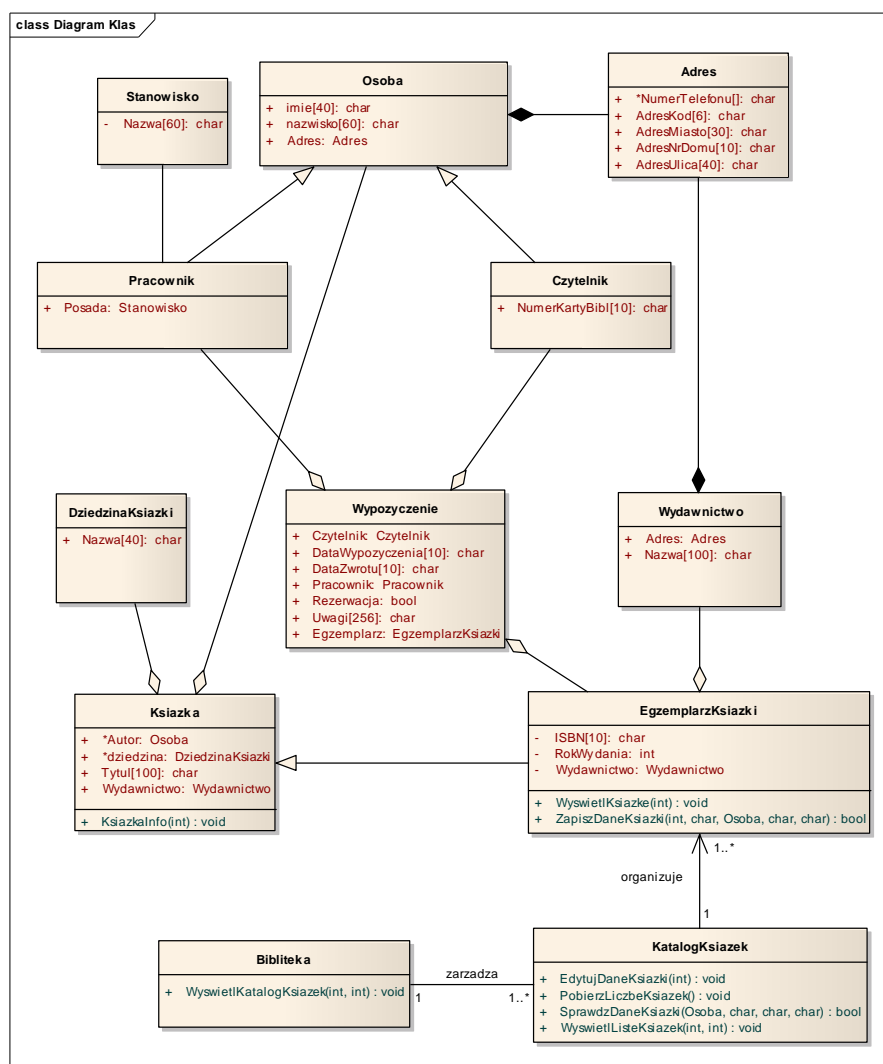 class Diagram Klas
Stanowisko
- Nazwa[60]: char
Osoba
+ imie[40]: char
+ nazwisko[60]: char
+ Adres: Adres
Adres
+ *NumerTelefonu[]: char
+ AdresKod[6]: char
+ AdresMiasto[30]: char
+ AdresNrDomu[10]: char
+ AdresUlica[40]: char
Pracownik
+ Posada: Stanowisko
Czytelnik
+ NumerKartyBibl[10]: char
DziedzinaKsiazki
+ Nazwa[40]: char
Wypozyczenie
+ Czytelnik: Czytelnik
+ DataWypozyczenia[10]: char
+ DataZwrotu[10]: char
+ Pracownik: Pracownik
+ Rezerwacja: bool
+ Uwagi[256]: char
+ Egzemplarz: EgzemplarzKsiazki
Wydawnictwo
+ Adres: Adres
+ Nazwa[100]: char
Ksiazka
+ *Autor: Osoba
+ *dziedzina: DziedzinaKsiazki
+ Tytul[100]: char
+ Wydawnictwo: Wydawnictwo
+ KsiazkaInfo(int) : void
EgzemplarzKsiazki
- ISBN[10]: char
- RokWydania: int
- Wydawnictwo: Wydawnictwo
+ WyswietlKsiazke(int) : void
+ ZapiszDaneKsiazki(int, char, Osoba, char, char) : bool
1..*
organizuje
1
Bibliteka
+ WyswietlKatalogKsiazek(int, int) : void
zarzadza
1
1..*
KatalogKsiazek
+ EdytujDaneKsiazki(int) : void
+ PobierzLiczbeKsiazek() : void
+ SprawdzDaneKsiazki(Osoba, char, char, char) : bool
+ WyswietlListeKsiazek(int, int) : void